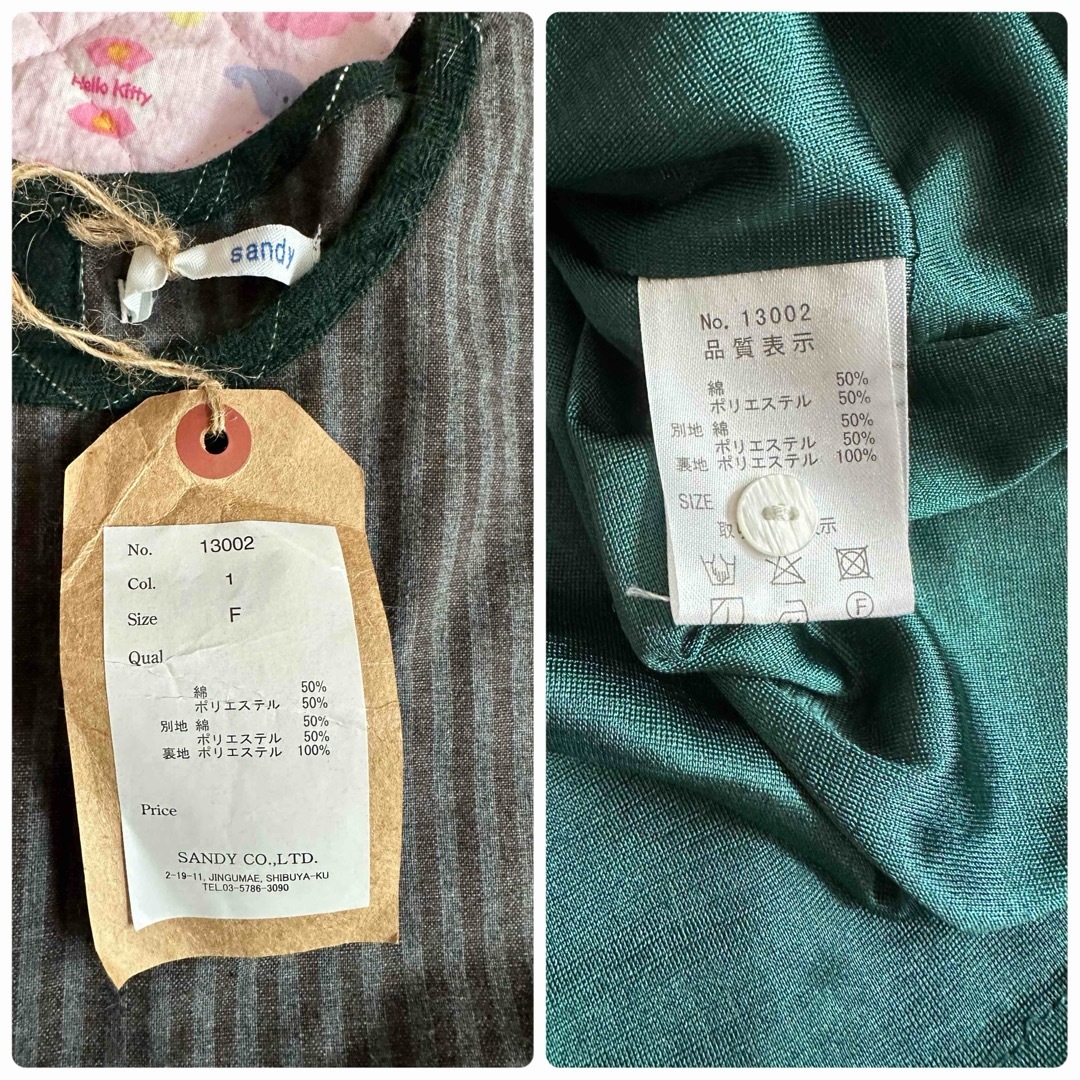 Hello Kitty
sandy
No. 13002
Col. 1
Size F
Qual
綿 50%
ポリエステル 50%
別地 綿 50%
ポリエステル 50%
裏地 ポリエステル 100%
Price
SANDY CO.,LTD.
2-19-11, JINGUMAE, SHIBUYA-KU
TEL.03-5786-3090
No. 13002
品質表示
綿 50%
ポリエステル 50%
別地 綿 50%
ポリエステル 50%
裏地 ポリエステル 100%
SIZE
取 示
F